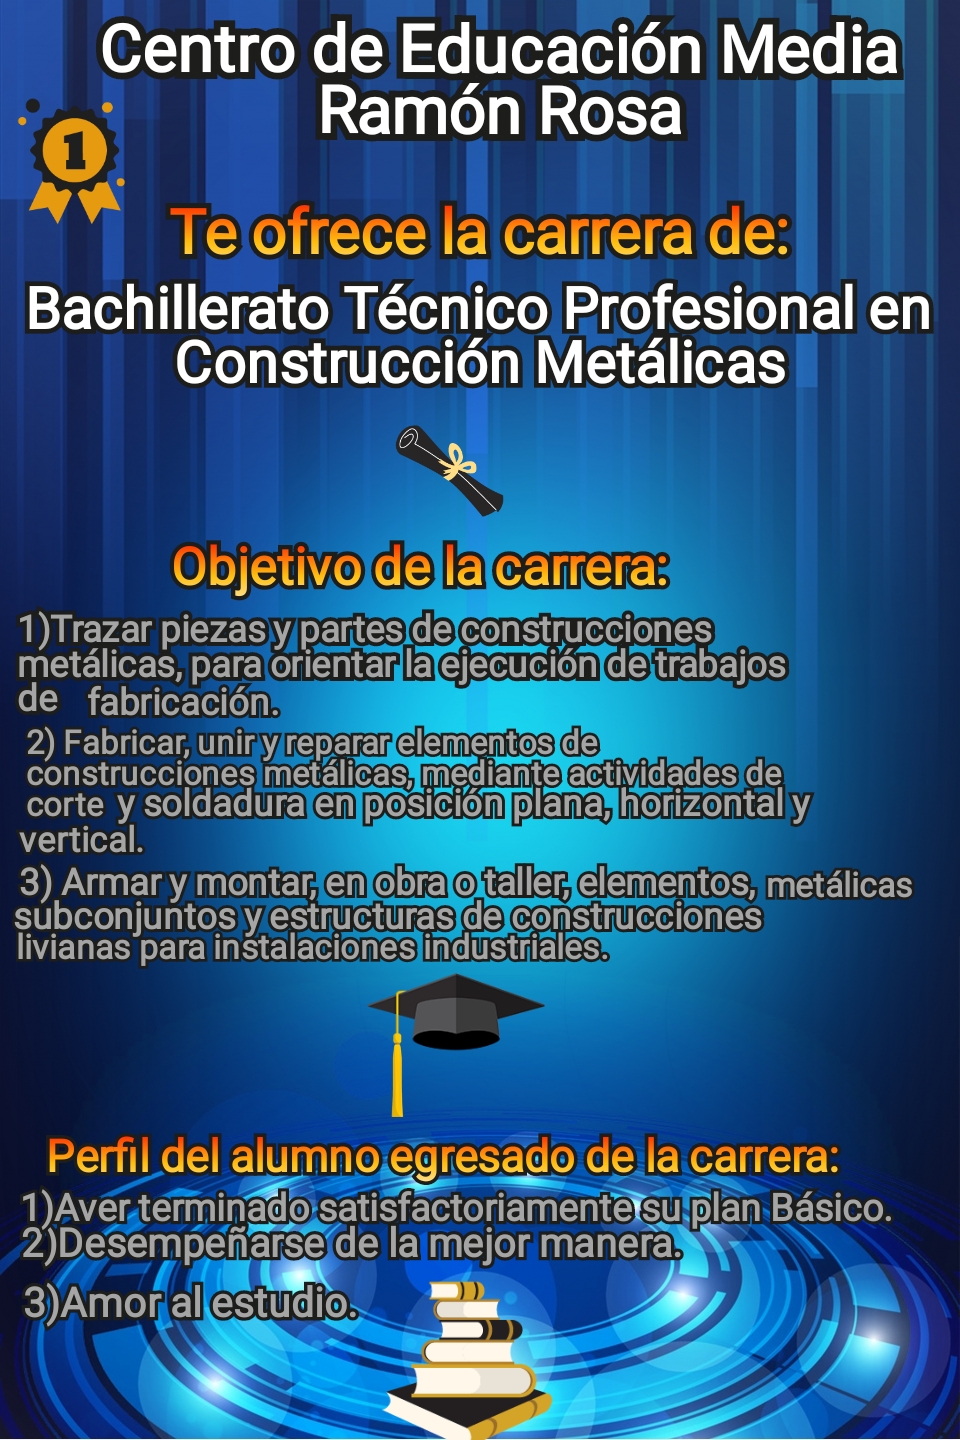 Centro de Educación Media
Ramón Rosa
1
Te ofrece la carrera de:
Bachillerato Técnico Profesional en
Construcción Metálicas
Objetivo de la carrera:
1)Trazar piezas y partes de construcciones
metálicas, para orientar la ejecución de trabajos
de fabricación.
2) Fabricar, unir y reparar elementos de
construcciones metálicas, mediante actividades de
corte y soldadura en posición plana, horizontal y
vertical.
3) Armar y montar, en obra o taller, elementos, metálicas
subconjuntos y estructuras de construcciones
livianas para instalaciones industriales.
Perfil del alumno egresado de la carrera:
1)Aver terminado satisfactoriamente su plan Básico.
2)Desempeñarse de la mejor manera.
3)Amor al estudio.